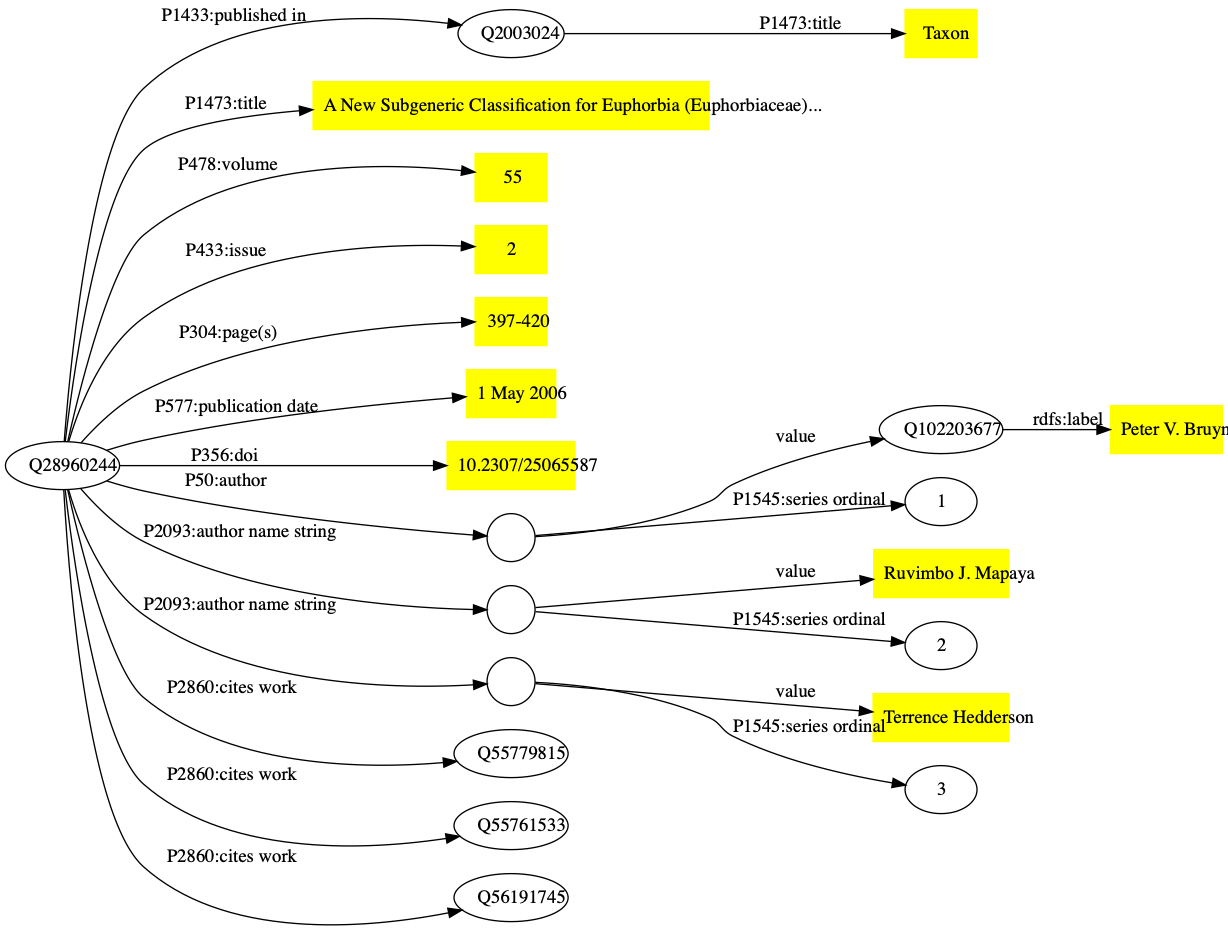 P1433:published in
Q2003024
P1473:title
Taxon
P1473:title
A New Subgeneric Classification for Euphorbia (Euphorbiaceae)...
P478:volume
55
P433:issue
2
P304:page(s)
397-420
P577:publication date
1 May 2006
Q28960244
P356:doi
10.2307/25065587
P50:author
value
Q102203677
rdfs:label
Peter V. Bruyn
P1545:series ordinal
1
P2093:author name string
value
Ruvimbo J. Mapaya
P1545:series ordinal
2
P2093:author name string
value
Terrence Hedderson
P1545:series ordinal
3
P2860:cites work
Q55779815
P2860:cites work
Q55761533
P2860:cites work
Q56191745